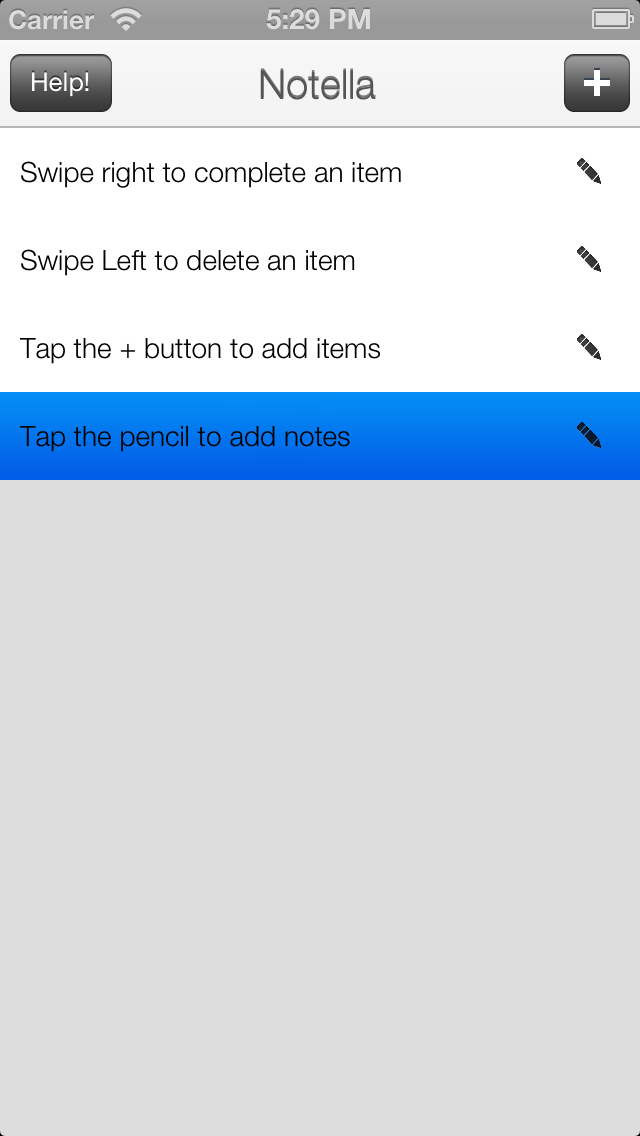 Carrier 5:29 PM
Help! Notella +
Swipe right to complete an item
Swipe Left to delete an item
Tap the + button to add items
Tap the pencil to add notes